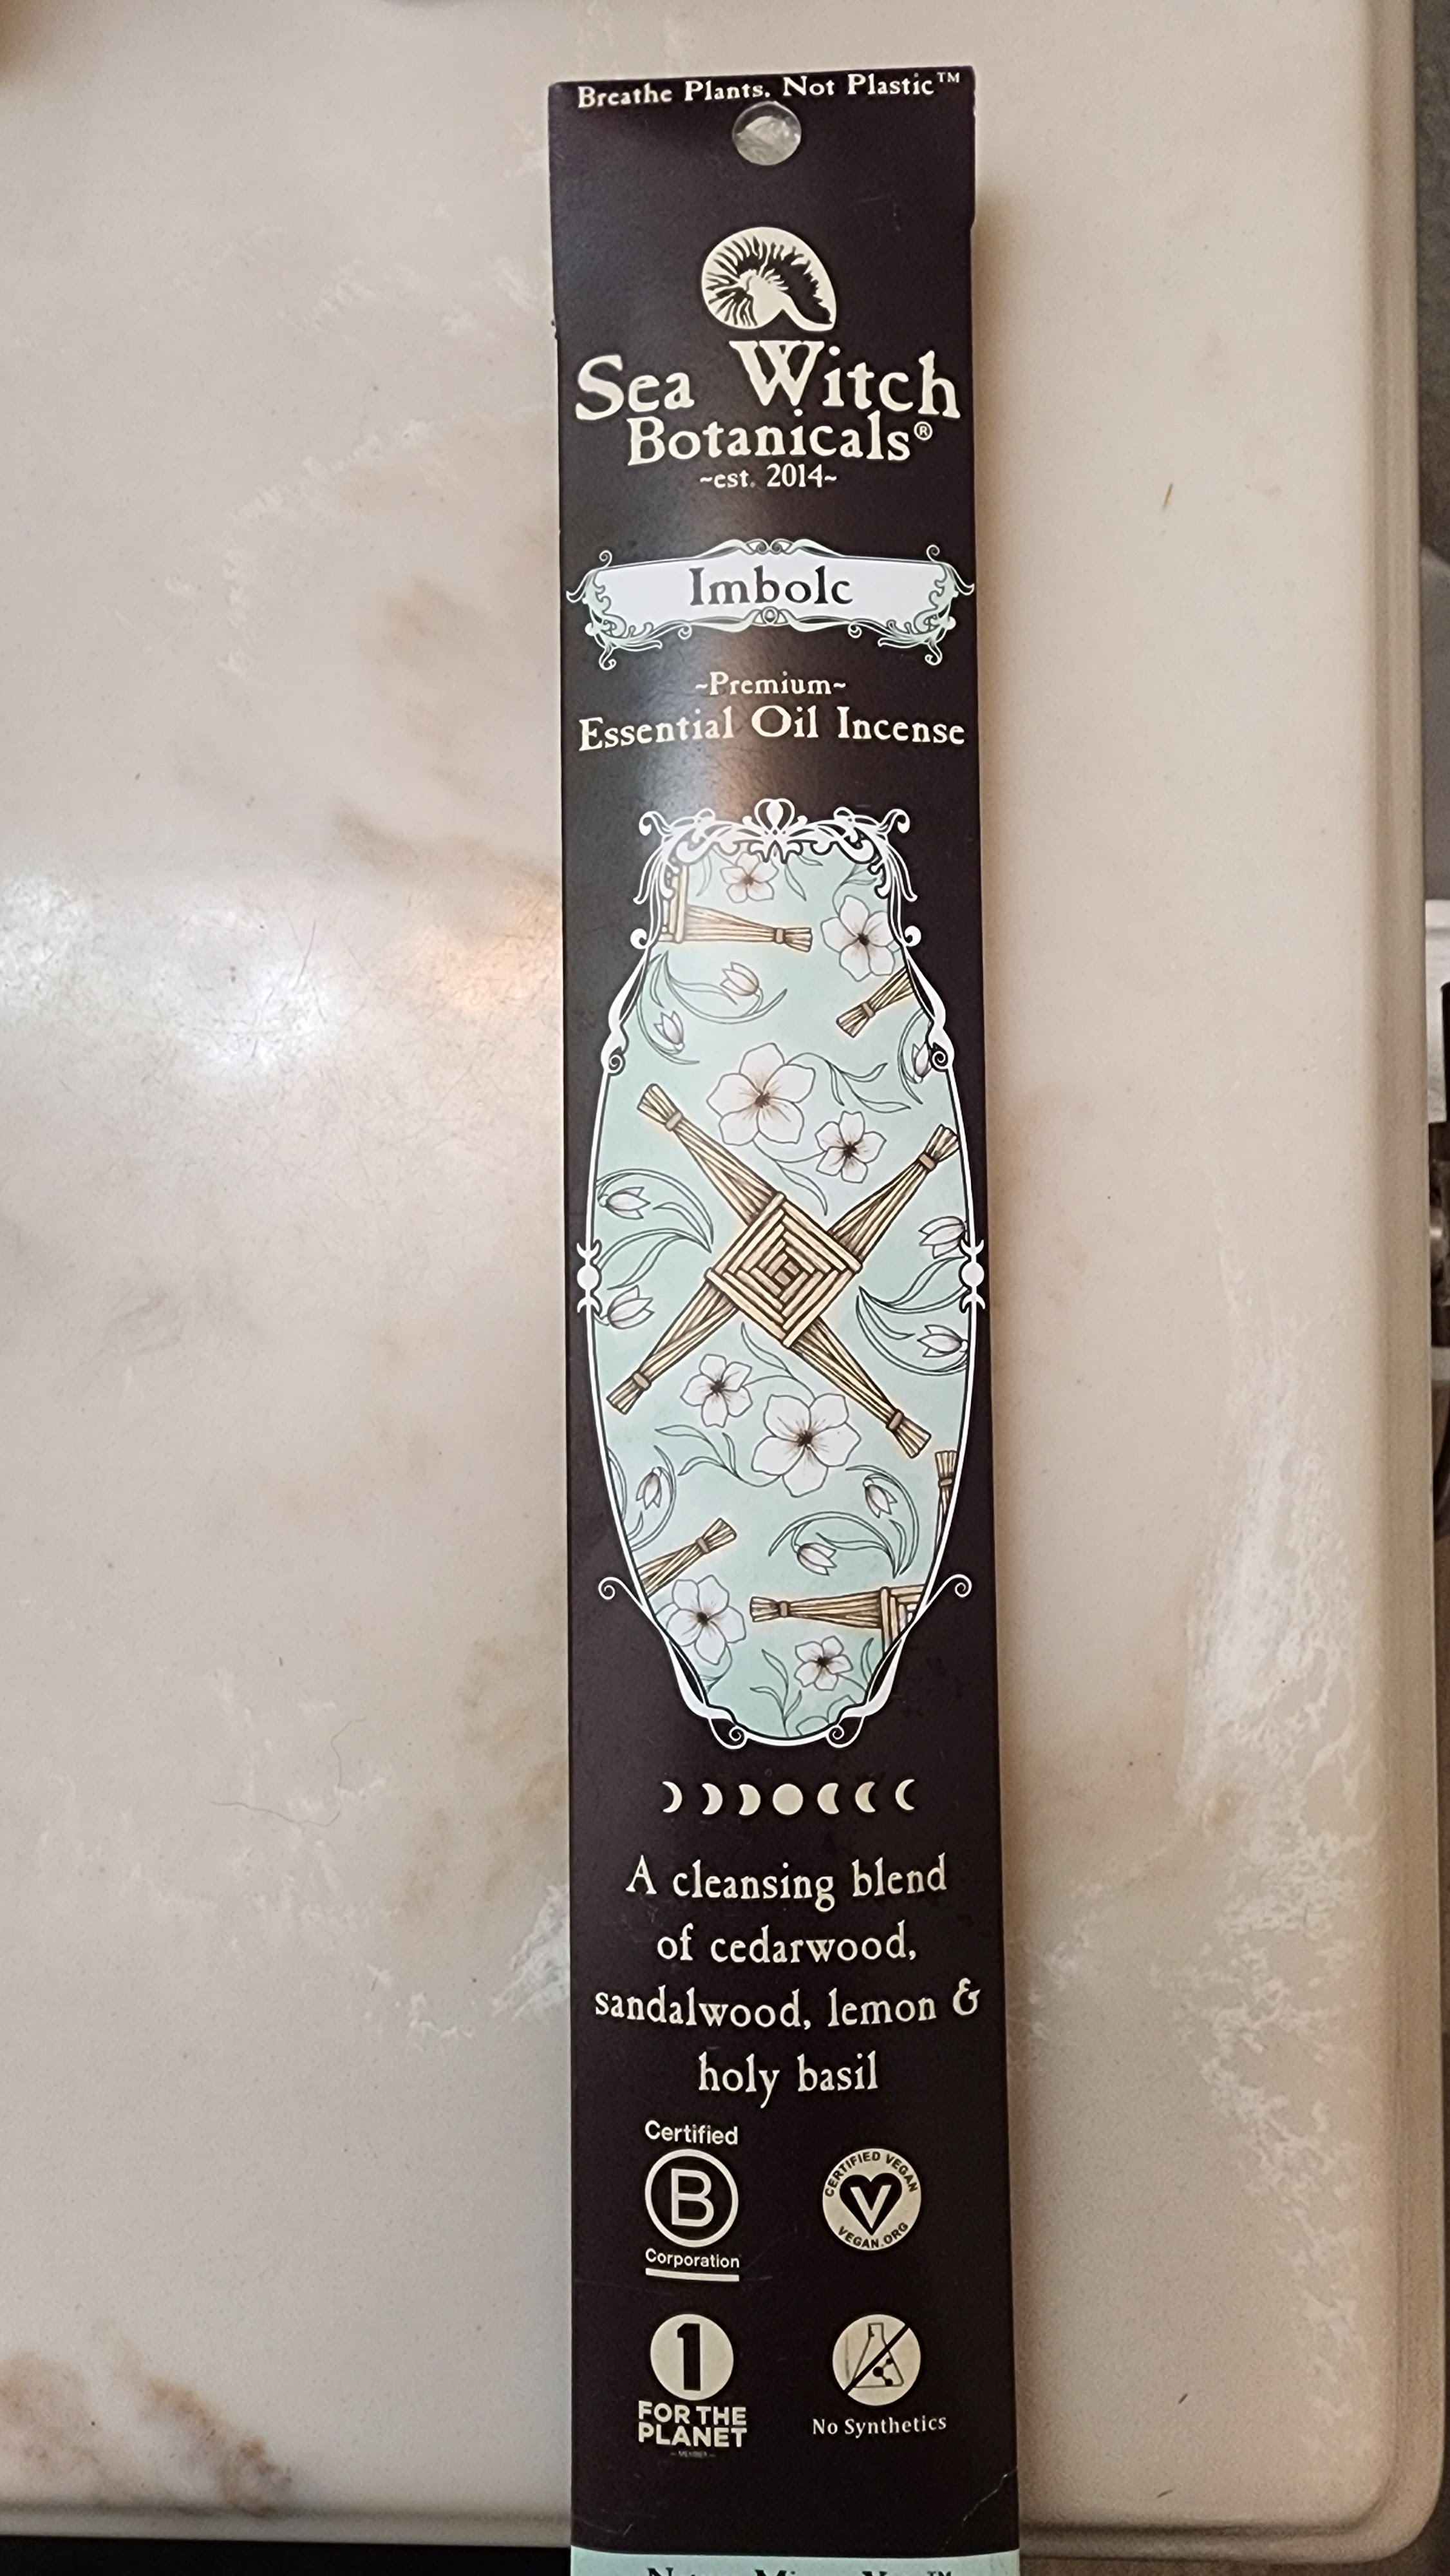 Breathe Plants. Not Plastic™
Sea Witch
Botanicals®
~est. 2014~
Imbolc
~Premium~
Essential Oil Incense
A cleansing blend
of cedarwood,
sandalwood, lemon &
holy basil
Certified
B
Corporation
CERTIFIED VEGAN
V
VEGAN.ORG
1
FOR THE
PLANET
— MEMBER —
No Synthetics